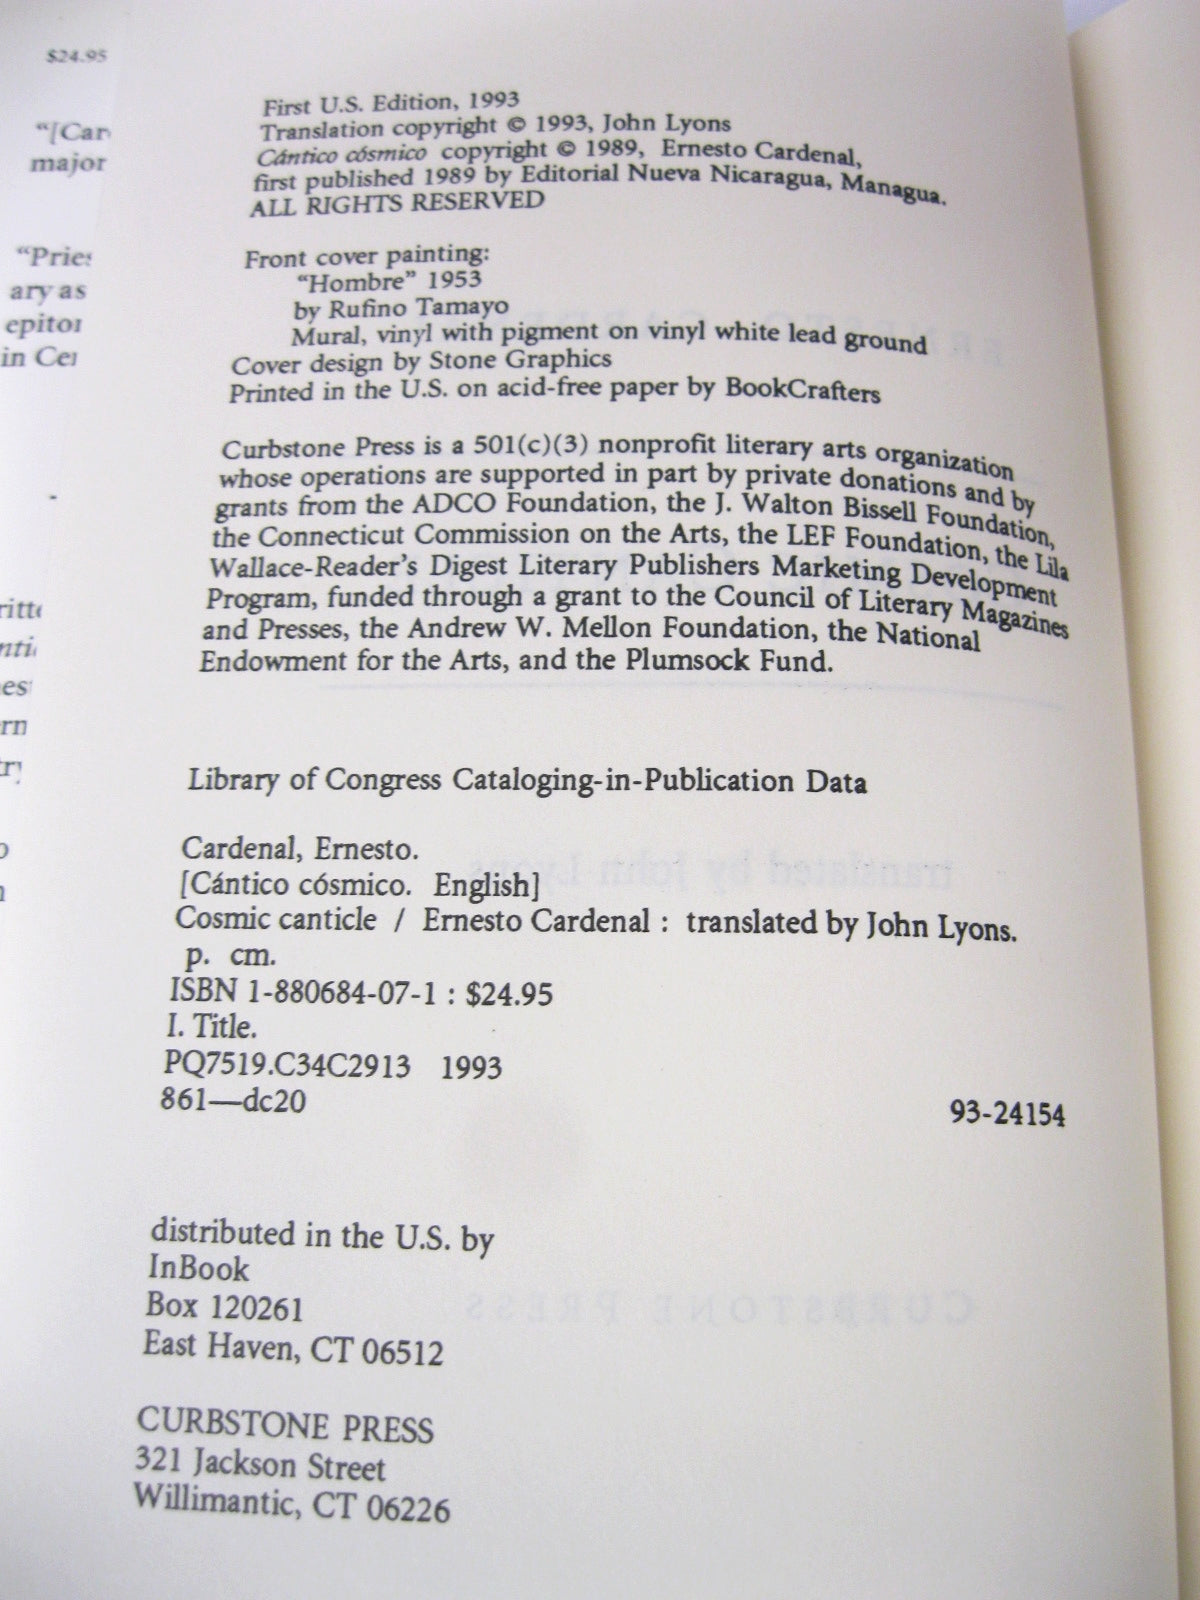 $24.95
"[Car
major
"Pries
ary as
epitor
in Cer
ritte
nti
es
ern
try
First U.S. Edition, 1993
Translation copyright © 1993, John Lyons
Cántico cósmico copyright © 1989, Ernesto Cardenal,
first published 1989 by Editorial Nueva Nicaragua, Managua.
ALL RIGHTS RESERVED
Front cover painting:
"Hombre" 1953
by Rufino Tamayo
Mural, vinyl with pigment on vinyl white lead ground
Cover design by Stone Graphics
Printed in the U.S. on acid-free paper by BookCrafters
Curbstone Press is a 501(c)(3) nonprofit literary arts organization
whose operations are supported in part by private donations and by
grants from the ADCO Foundation, the J. Walton Bissell Foundation,
the Connecticut Commission on the Arts, the LEF Foundation, the Lila
Wallace-Reader's Digest Literary Publishers Marketing Development
Program, funded through a grant to the Council of Literary Magazines
and Presses, the Andrew W. Mellon Foundation, the National
Endowment for the Arts, and the Plumsock Fund.
Library of Congress Cataloging-in-Publication Data
Cardenal, Ernesto.
[Cántico cósmico. English]
Cosmic canticle / Ernesto Cardenal : translated by John Lyons.
p. cm.
ISBN 1-880684-07-1 : $24.95
I. Title.
PQ7519.C34C2913 1993
861—dc20
93-24154
distributed in the U.S. by
InBook
Box 120261
East Haven, CT 06512
CURBSTONE PRESS
321 Jackson Street
Willimantic, CT 06226